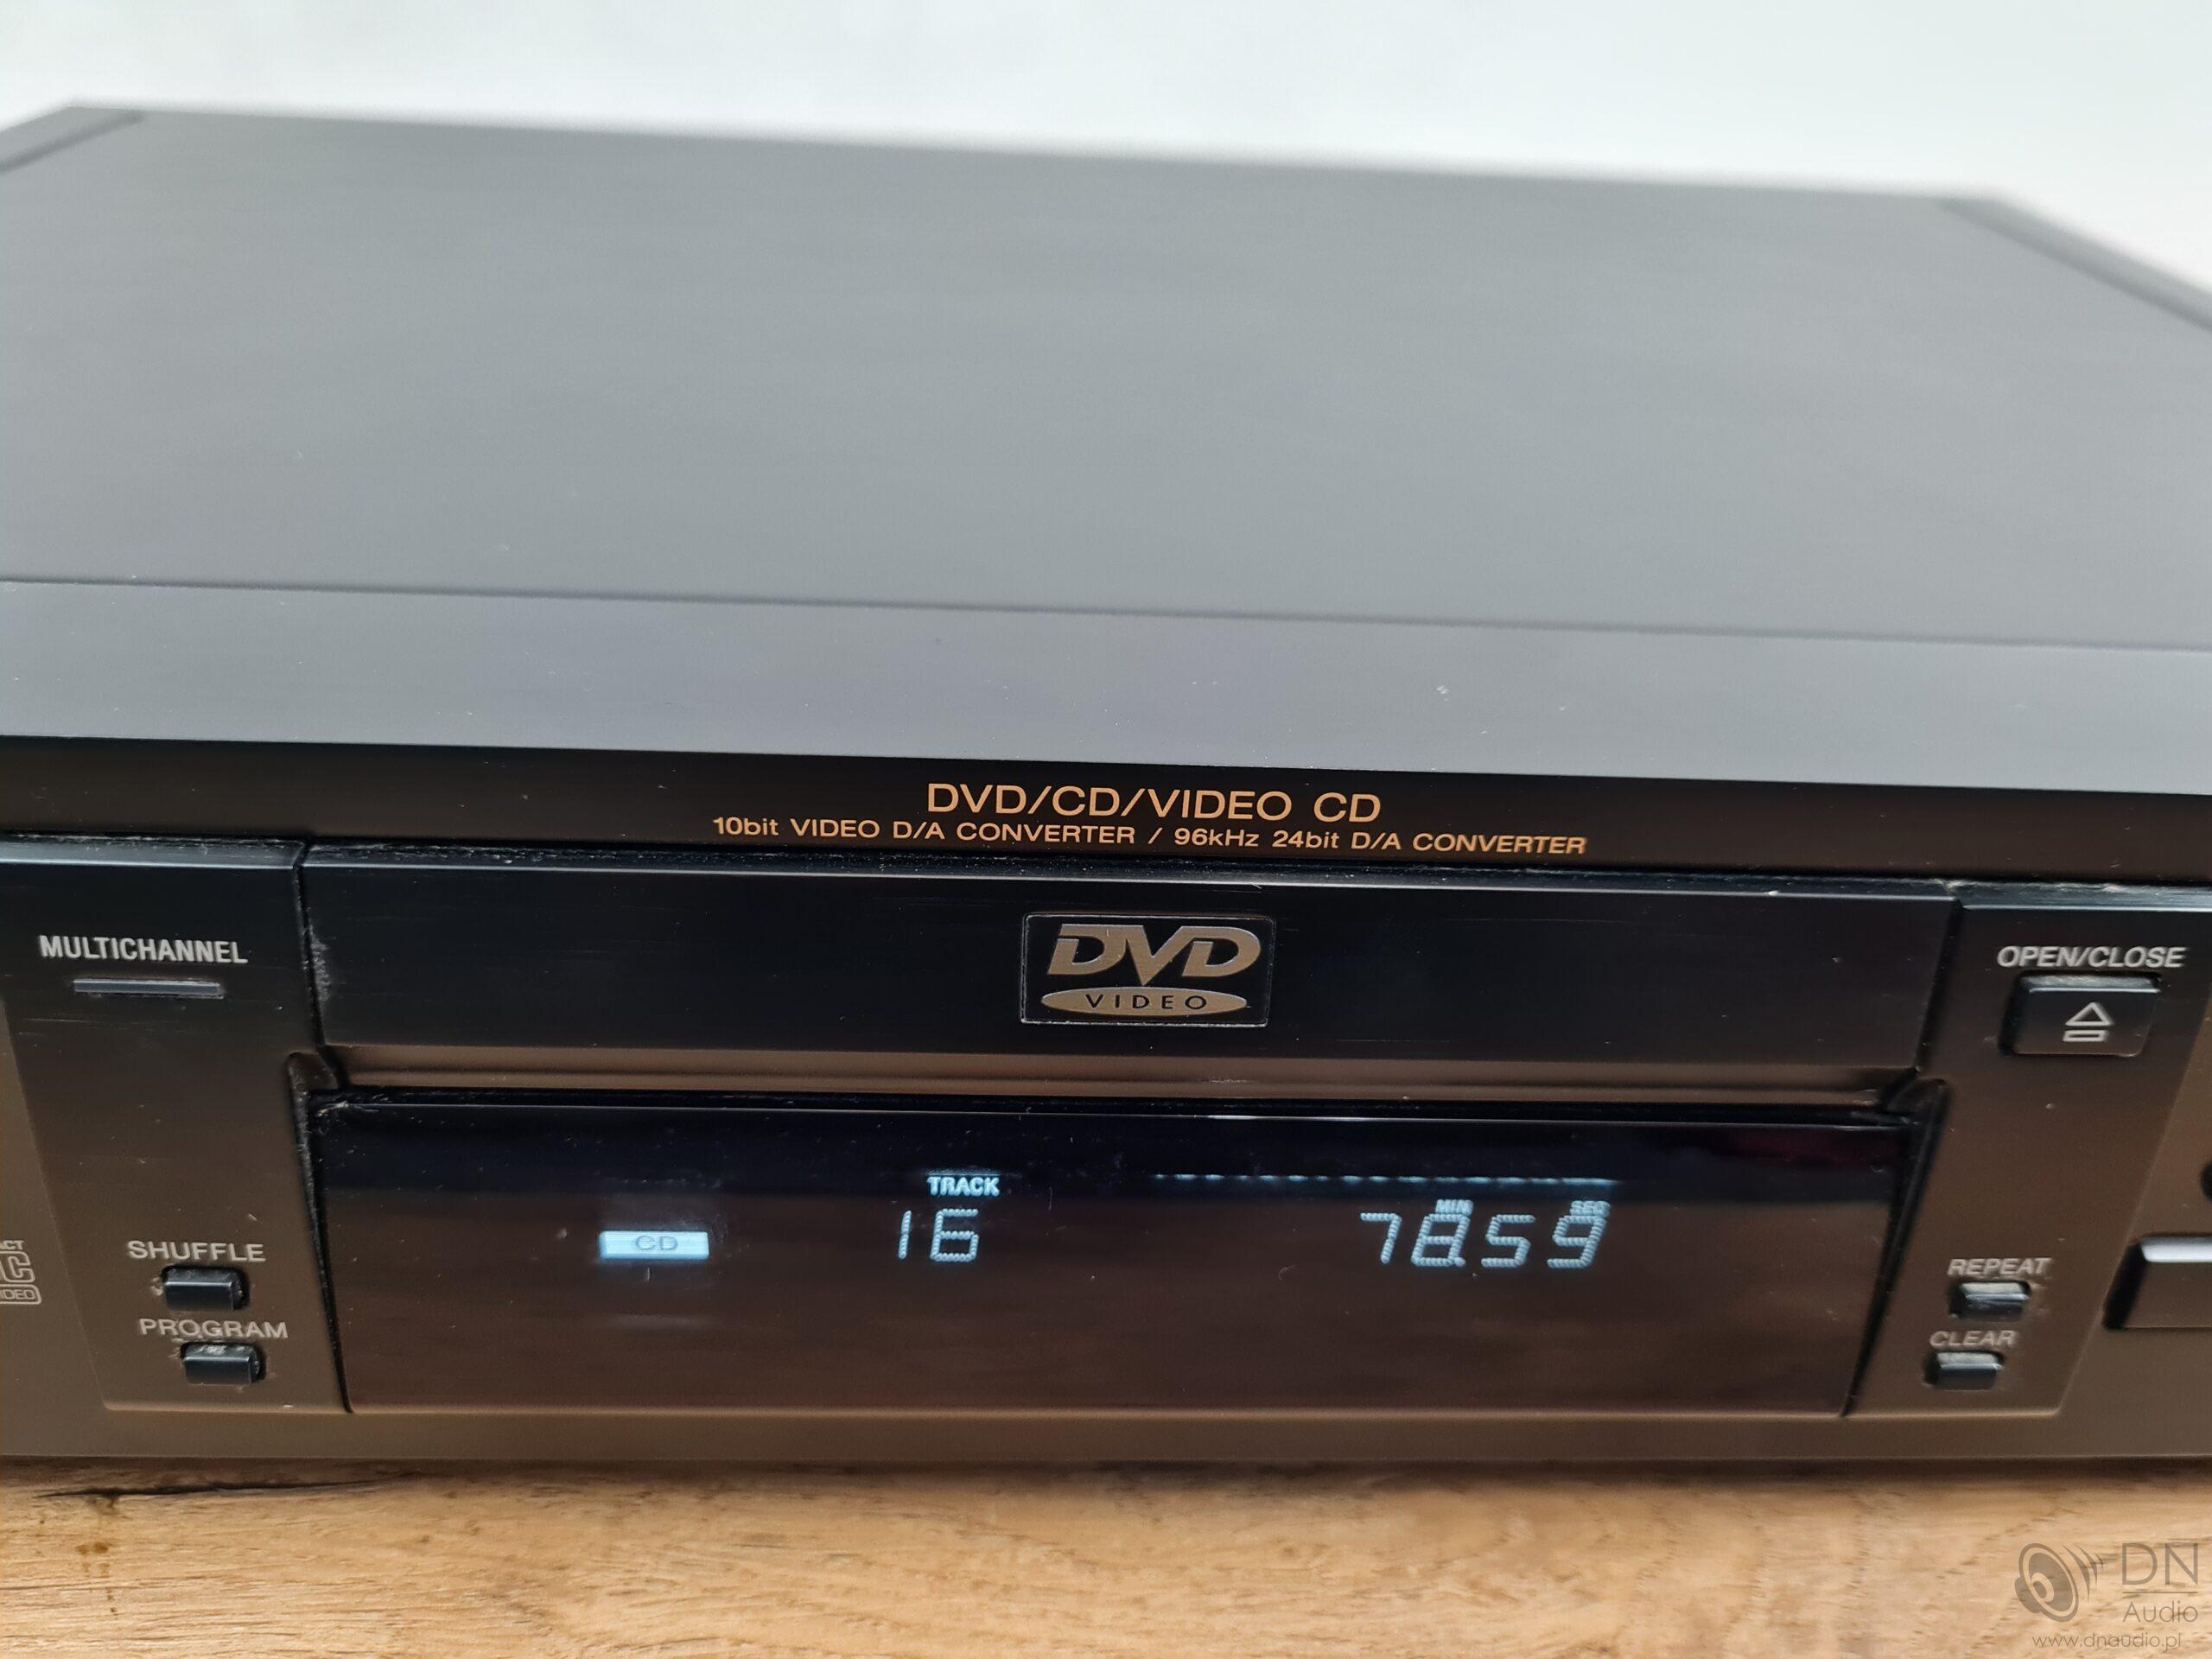 DVD/CD/VIDEO CD
10bit VIDEO D/A CONVERTER / 96kHz 24bit D/A CONVERTER
MULTICHANNEL
DVD
VIDEO
OPEN/CLOSE
TRACK
MIN SEC
CD 16 78.59
SHUFFLE
REPEAT
PROGRAM
CLEAR
DN
Audio
www.dnaudio.pl